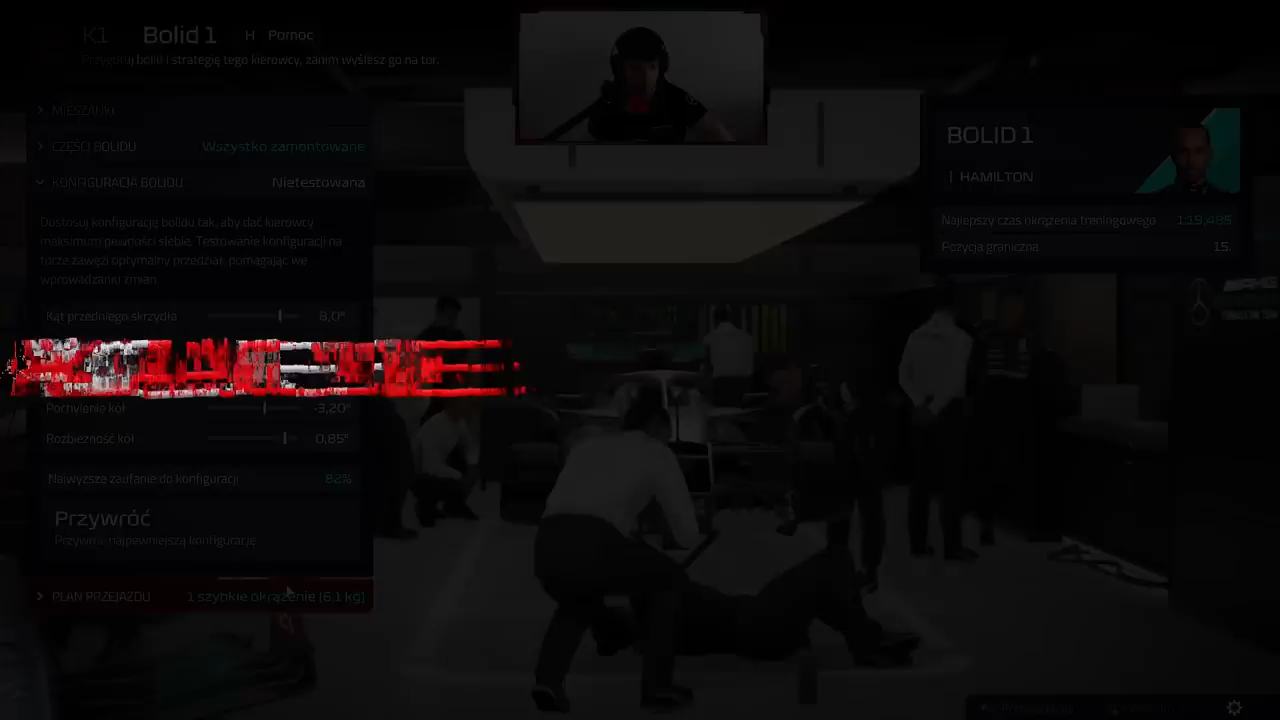 K1 Bolid 1 H Pomoc
Przygotuj bolid i strategię tego kierowcy, zanim wyślesz go na tor.
MIESZANKI
CZĘŚCI BOLIDU Wszystko zamontowane
KONFIGURACJA BOLIDU Nietestowana
Dostosuj konfigurację bolidu tak, aby dać kierowcy
maksimum pewności siebie. Testowanie konfiguracji na
torze zawęzi optymalny przedział, pomagając we
wprowadzaniu zmian.
Kąt przedniego skrzydła 8,0°
Pochylenie kół -3,20°
Rozbieżność kół 0,85°
Najwyższe zaufanie do konfiguracji 82%
Przywróć
Przywróć najpewniejszą konfigurację
PLAN PRZEJAZDU 1 szybkie okrążenie (6.1 kg)
BOLID 1
HAMILTON
Najlepszy czas okrążenia treningowego 1:19,485
Pozycja graniczna 15.